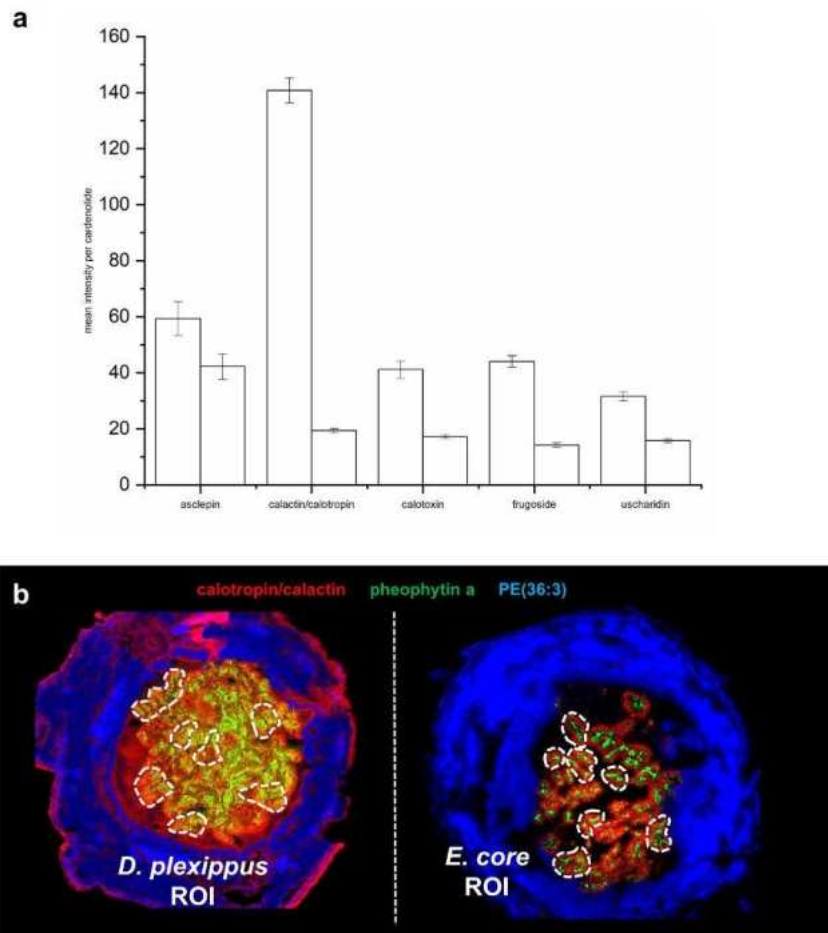 a
160
140
120
100
80
60
40
20
0
mean intensity per cardenolide
asclepin calactin/calotropin calotoxin frugoside uscharidin
b
calotropin/calactin pheophytin a PE(36:3)
D. plexippus
ROI
E. core
ROI